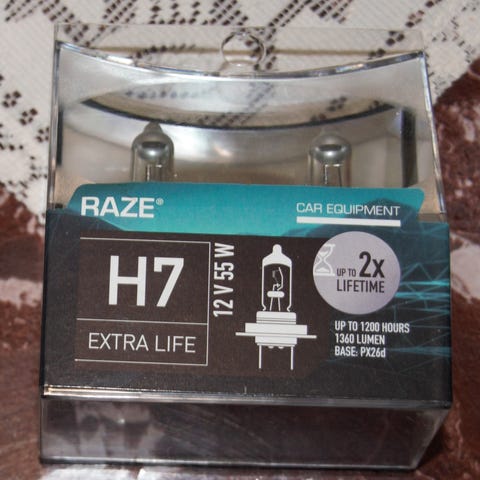 RAZE®
CAR EQUIPMENT
H7
EXTRA LIFE
12 V 55 W
UP TO 2x
LIFETIME
UP TO 1200 HOURS
1360 LUMEN
BASE: PX26d